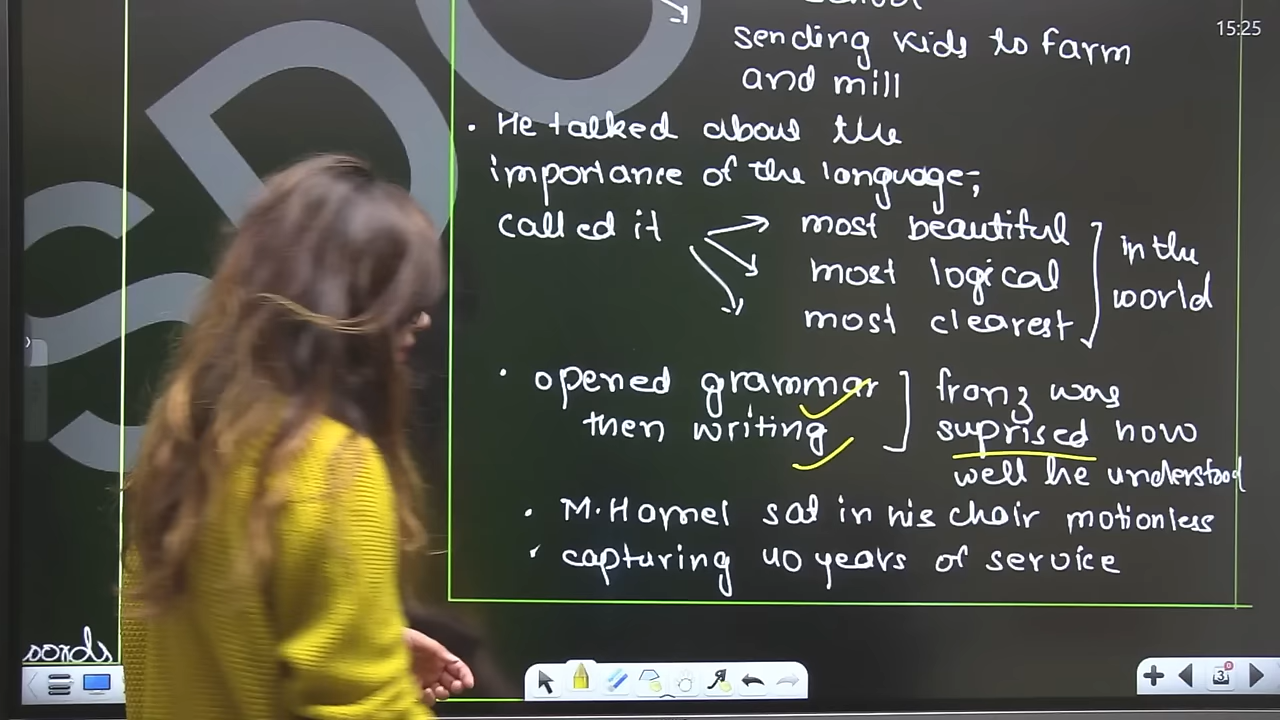 15:25
sending kids to farm
and mill
• He talked about the
importance of the language;
called it → most beautiful
→ most logical
→ most clearest
in the
world
• opened grammar
then writing
franz was
suprised how
well he understood
• M. Hamel sat in his chair motionless
• capturing 40 years of service